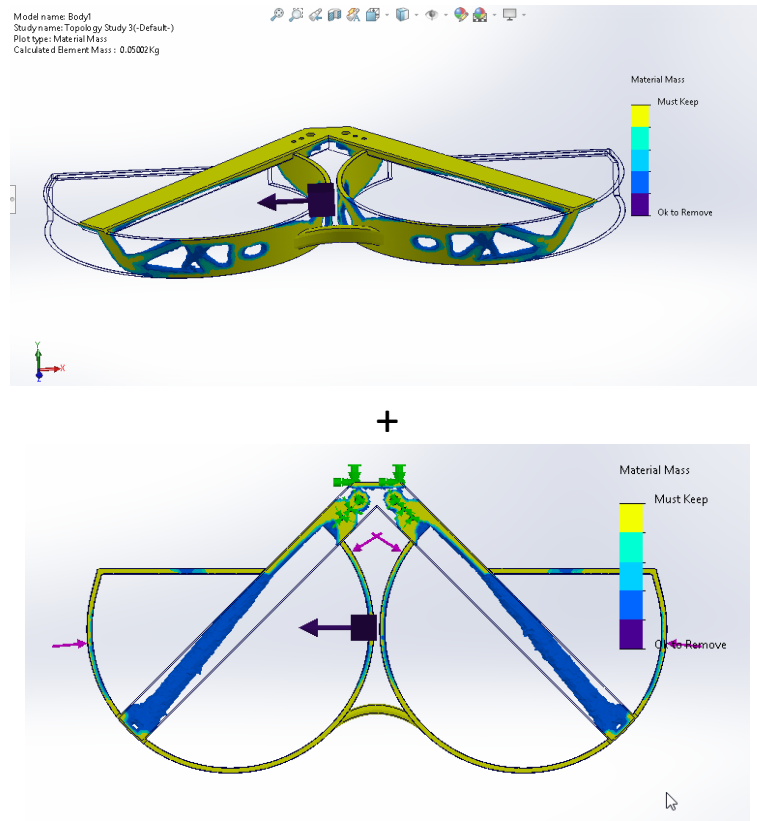 Model name: Body1
Study name: Topology Study 3(-Default-)
Plot type: Material Mass
Calculated Element Mass : 0.05002Kg
Material Mass
Must Keep
Ok to Remove
Y
X
Z
+
Material Mass
Must Keep
Ok to Remove